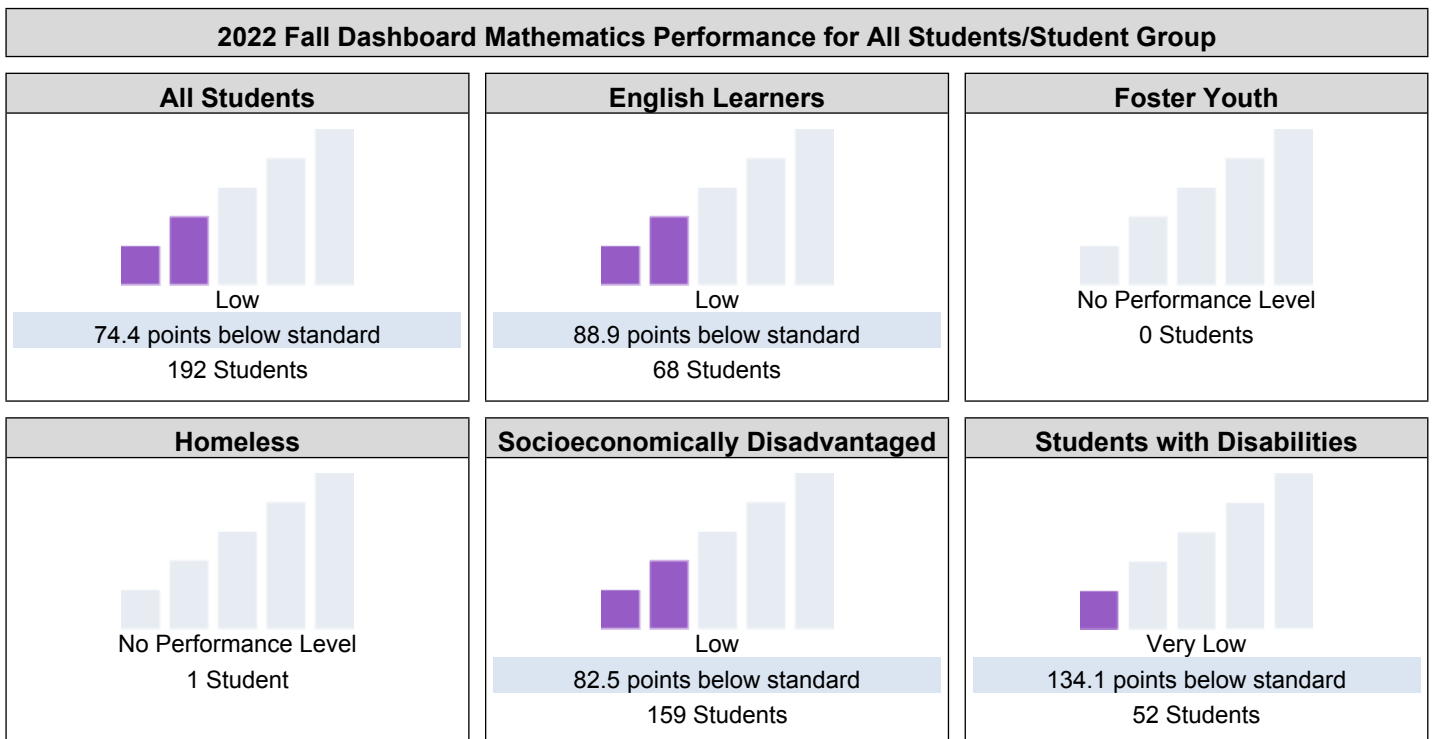 2022 Fall Dashboard Mathematics Performance for All Students/Student Group
All Students
Low
74.4 points below standard
192 Students
English Learners
Low
88.9 points below standard
68 Students
Foster Youth
No Performance Level
0 Students
Homeless
No Performance Level
1 Student
Socioeconomically Disadvantaged
Low
82.5 points below standard
159 Students
Students with Disabilities
Very Low
134.1 points below standard
52 Students